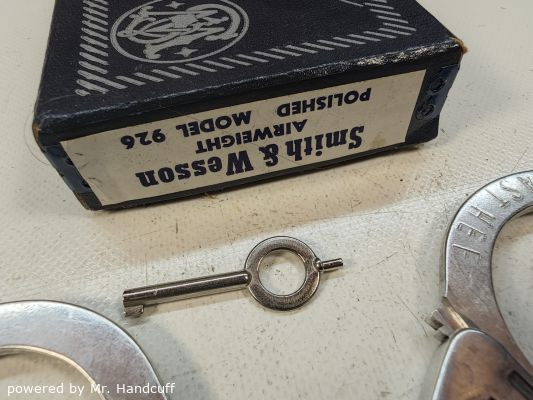 Smith & Wesson
AIRWEIGHT
POLISHED MODEL 926
powered by Mr. Handcuff